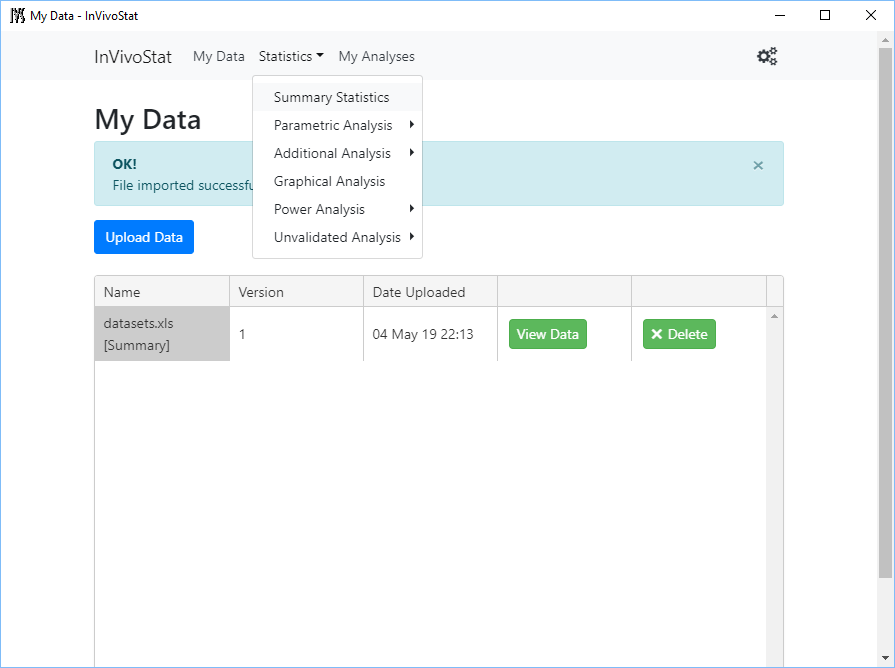 My Data - InVivoStat
InVivoStat My Data Statistics My Analyses
Summary Statistics
Parametric Analysis
Additional Analysis
Graphical Analysis
Power Analysis
Unvalidated Analysis
My Data
OK!
File imported
Upload Data
Name Version Date Uploaded
datasets.xls
[Summary]
1
04 May 19 22:13
View Data
Delete